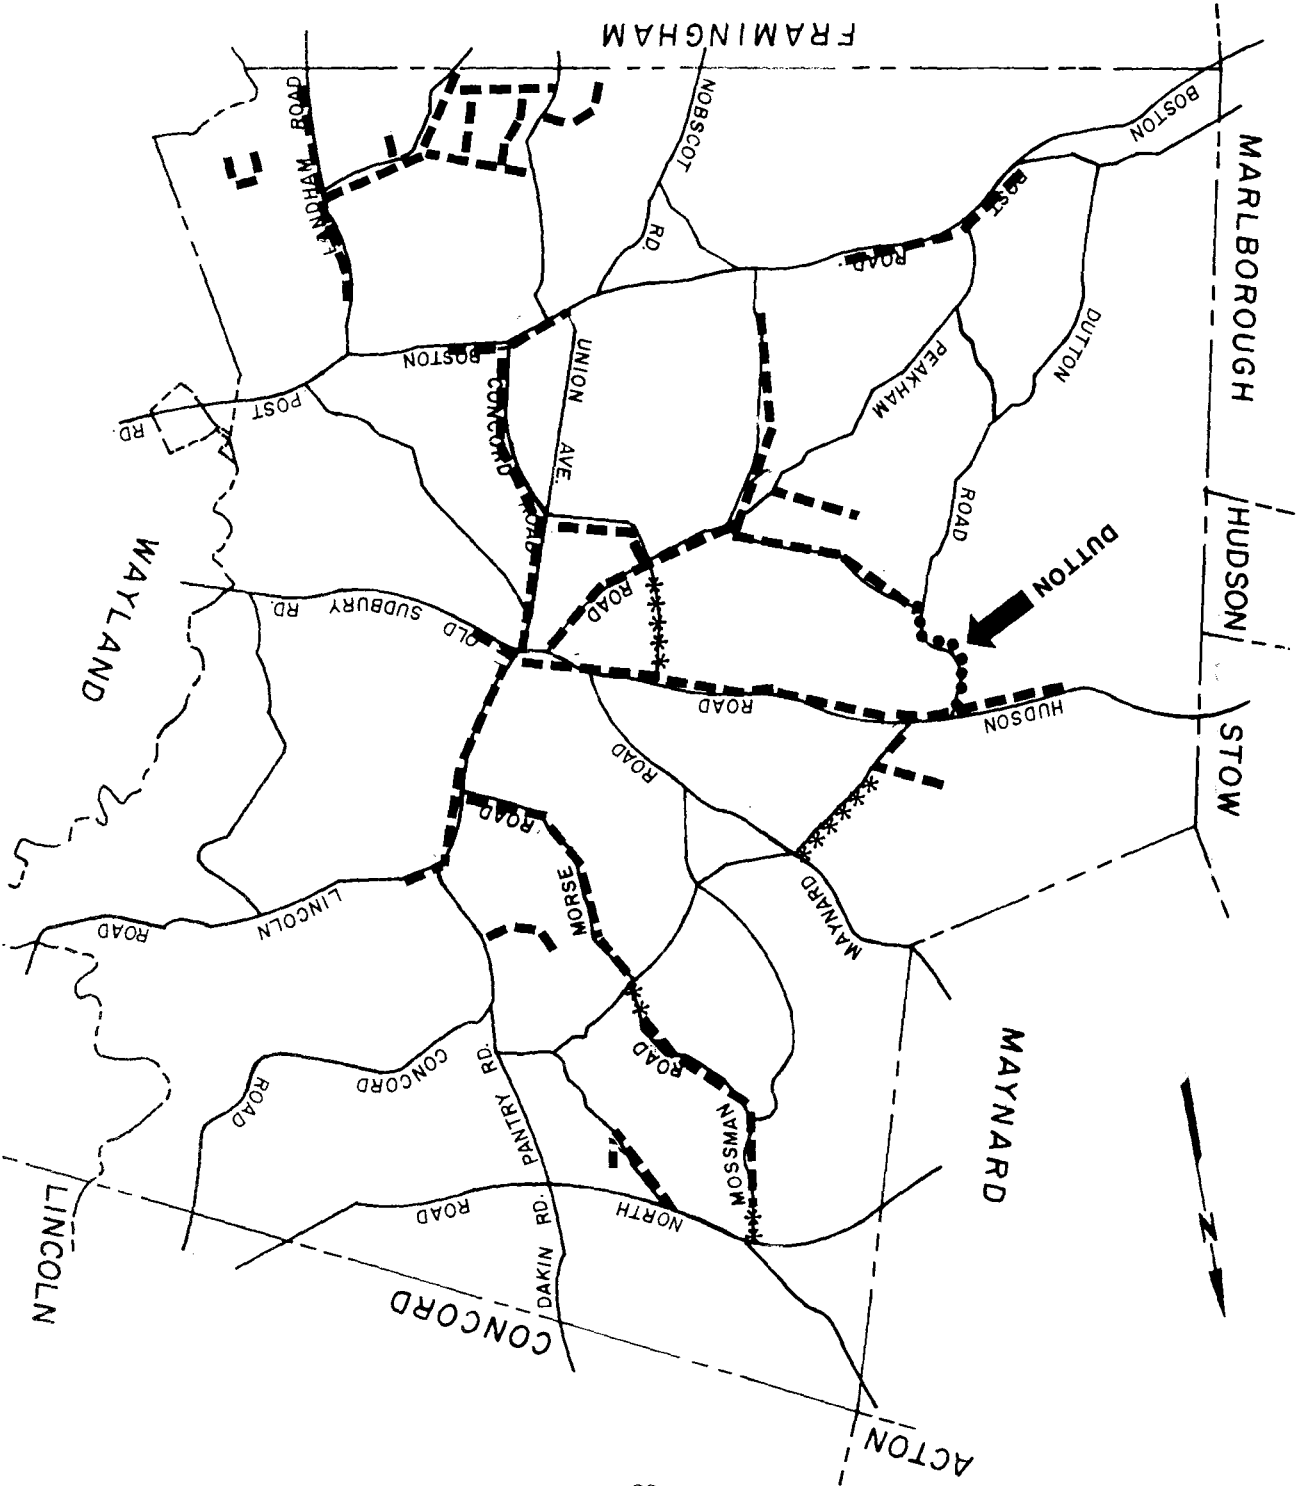 FRAMINGHAM
MARLBOROUGH
HUDSON
STOW
MAYNARD
ACTON
CONCORD
LINCOLN
WAYLAND
LANDHAM ROAD
NOBSCOT
RD.
BOSTON
POST
ROAD.
DUTTON
ROAD
PEAKHAM
UNION
AVE.
BOSTON
POST
RD.
CONCORD
ROAD
OLD
SUDBURY
RD.
ROAD
DUTTON
HUDSON
ROAD
ROAD
MAYNARD
MORSE
ROAD
LINCOLN
ROAD
ROAD
MOSSMAN
CONCORD
ROAD
PANTRY RD.
DAKIN RD.
NORTH
ROAD
N